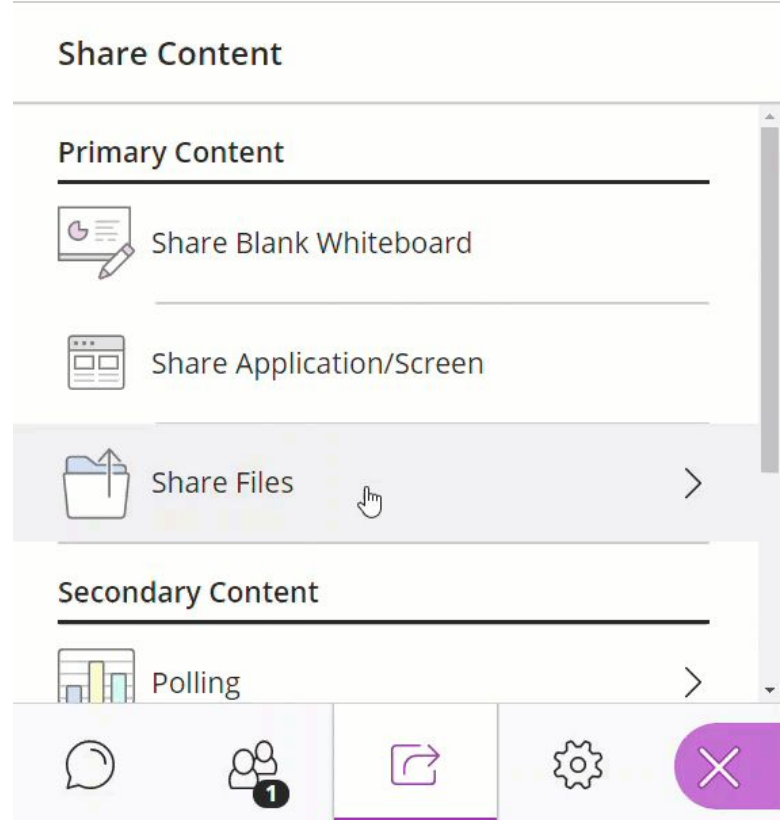 Share Content
Primary Content
Share Blank Whiteboard
Share Application/Screen
Share Files
Secondary Content
Polling
1